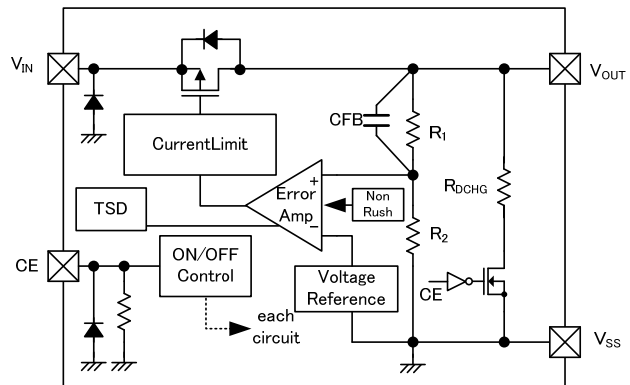 VIN
VOUT
CurrentLimit
CFB
R1
RDCHG
TSD
Error
Amp
+
−
Non
Rush
R2
CE
ON/OFF
Control
Voltage
Reference
CE
each
circuit
VSS